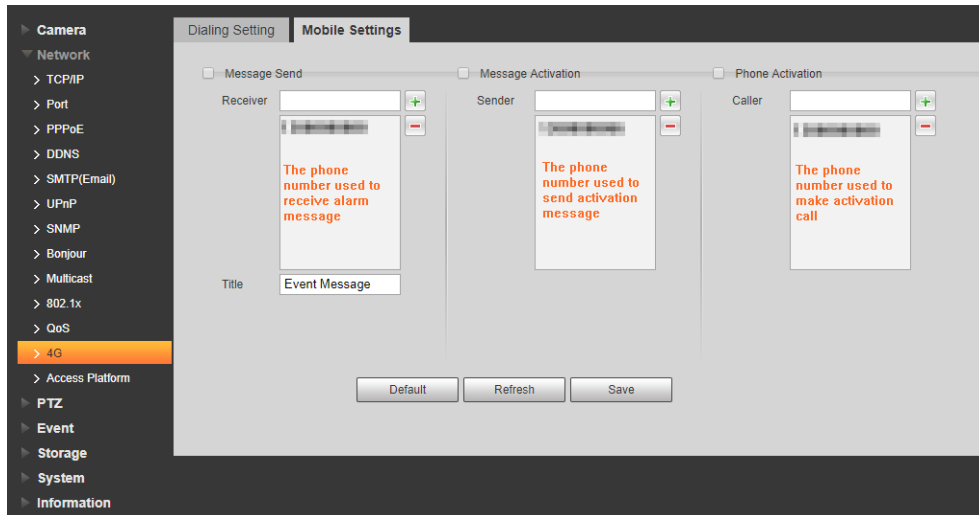 Camera
Network
TCP/IP
Port
PPPoE
DDNS
SMTP(Email)
UPnP
SNMP
Bonjour
Multicast
802.1x
QoS
4G
Access Platform
PTZ
Event
Storage
System
Information
Dialing Setting
Mobile Settings
Message Send
Receiver
The phone
number used to
receive alarm
message
Title
Event Message
Message Activation
Sender
The phone
number used to
send activation
message
Phone Activation
Caller
The phone
number used to
make activation
call
Default
Refresh
Save